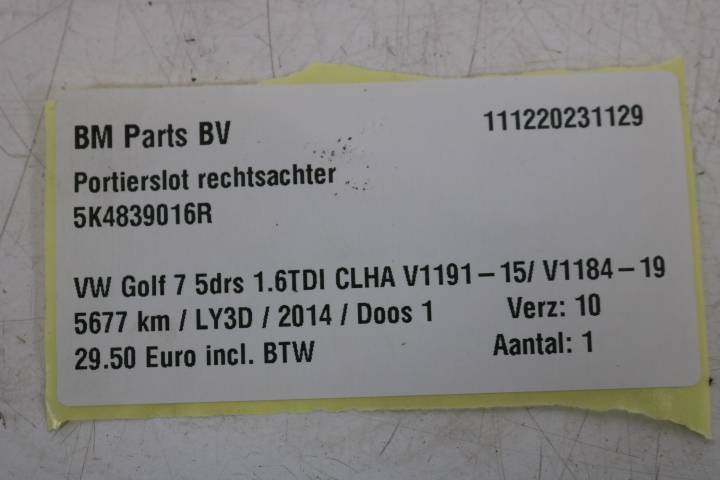 BM Parts BV 111220231129
Portierslot rechtsachter
5K4839016R
VW Golf 7 5drs 1.6TDI CLHA V1191-15/ V1184-19
5677 km / LY3D / 2014 / Doos 1 Verz: 10
29.50 Euro incl. BTW Aantal: 1